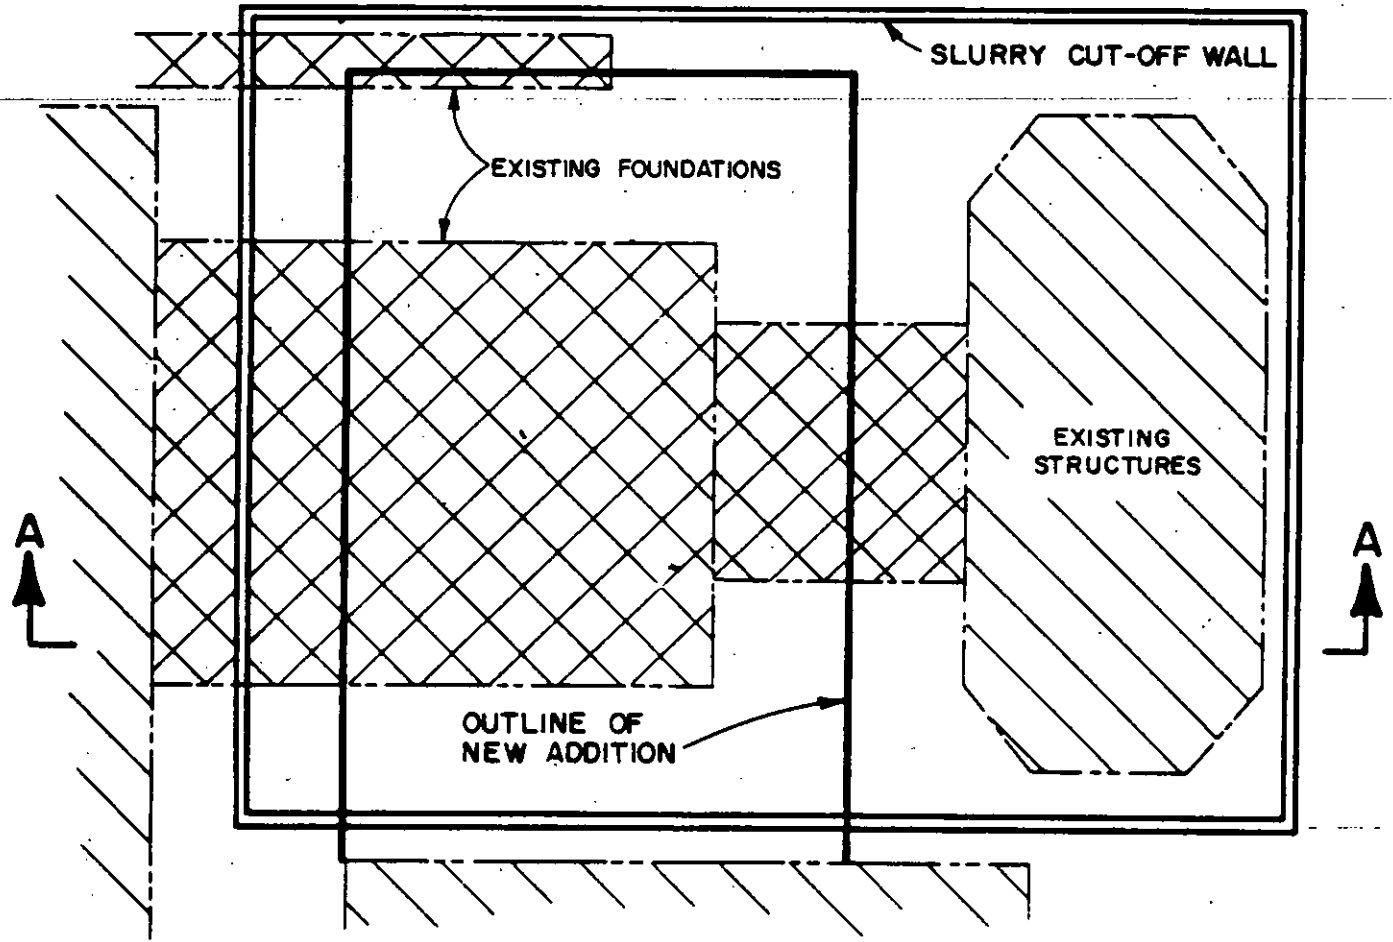 SLURRY CUT-OFF WALL
EXISTING FOUNDATIONS
EXISTING
STRUCTURES
A
A
OUTLINE OF
NEW ADDITION